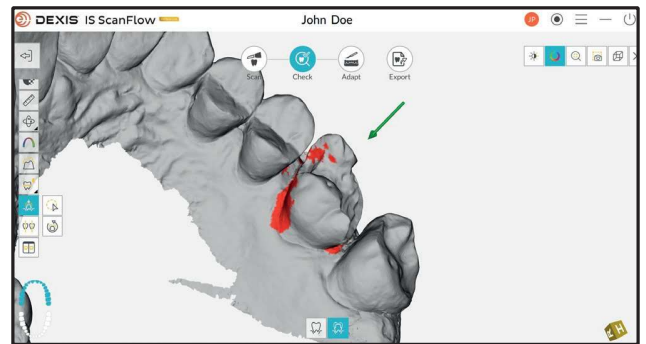 DEXIS IS ScanFlow
John Doe
JP
Scan
Check
Adapt
Export
H